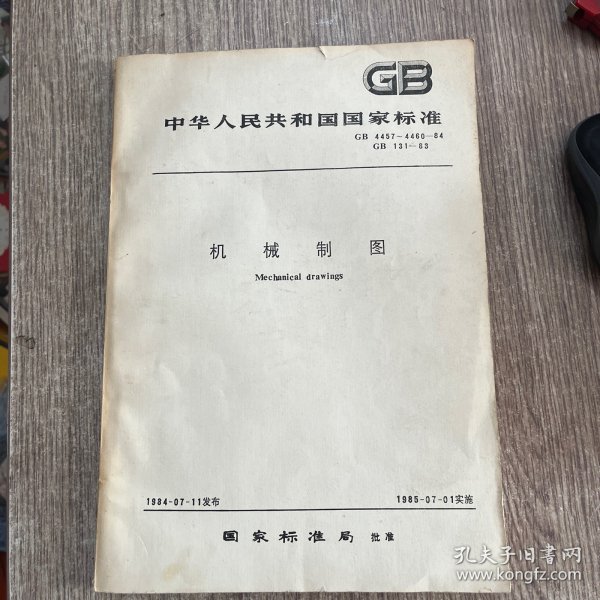 GB
中华人民共和国国家标准
GB 4457~4460—84
GB 131—83
机械制图
Mechanical drawings
1984-07-11发布
1985-07-01实施
国家标准局 批准
孔夫子旧书网
www.kongfz.com